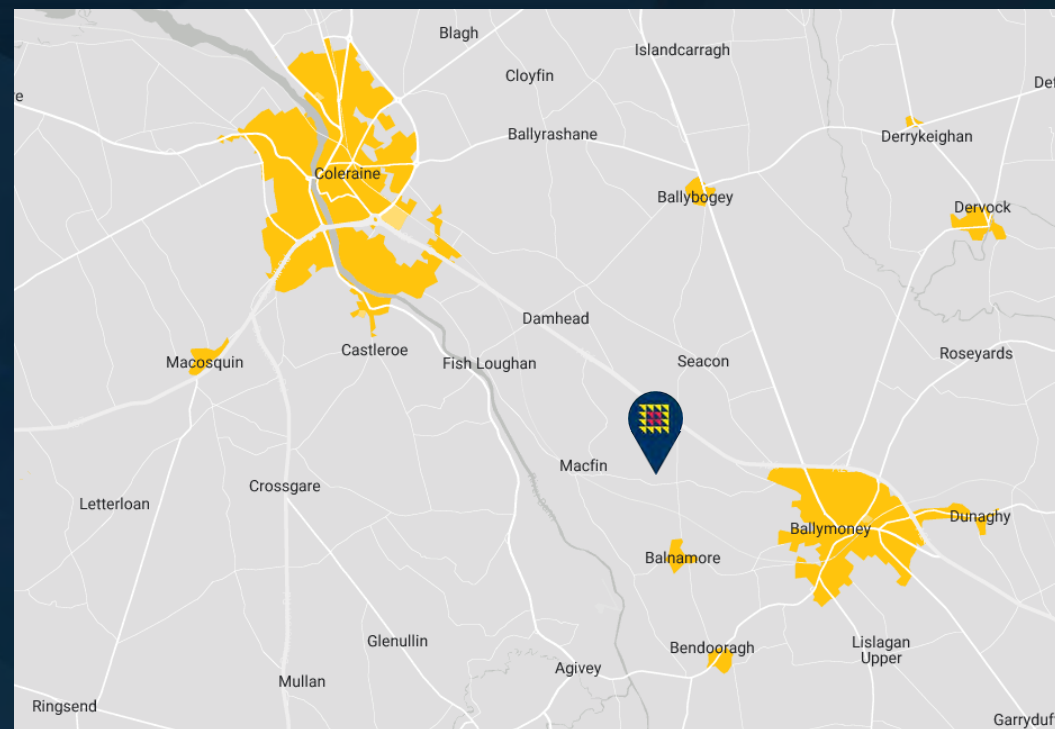 Blagh
Islandcarragh
Cloyfin
Ballyrashane
Derrykeighan
Coleraine
Ballybogey
Dervock
Damhead
Macosquin
Castleroe
Fish Loughan
Seacon
Roseyards
Macfin
Crossgare
Letterloan
Ballymoney
Dunaghy
Balnamore
Glenullin
Bendooragh
Lislagan
Upper
Agivey
Mullan
Ringsend